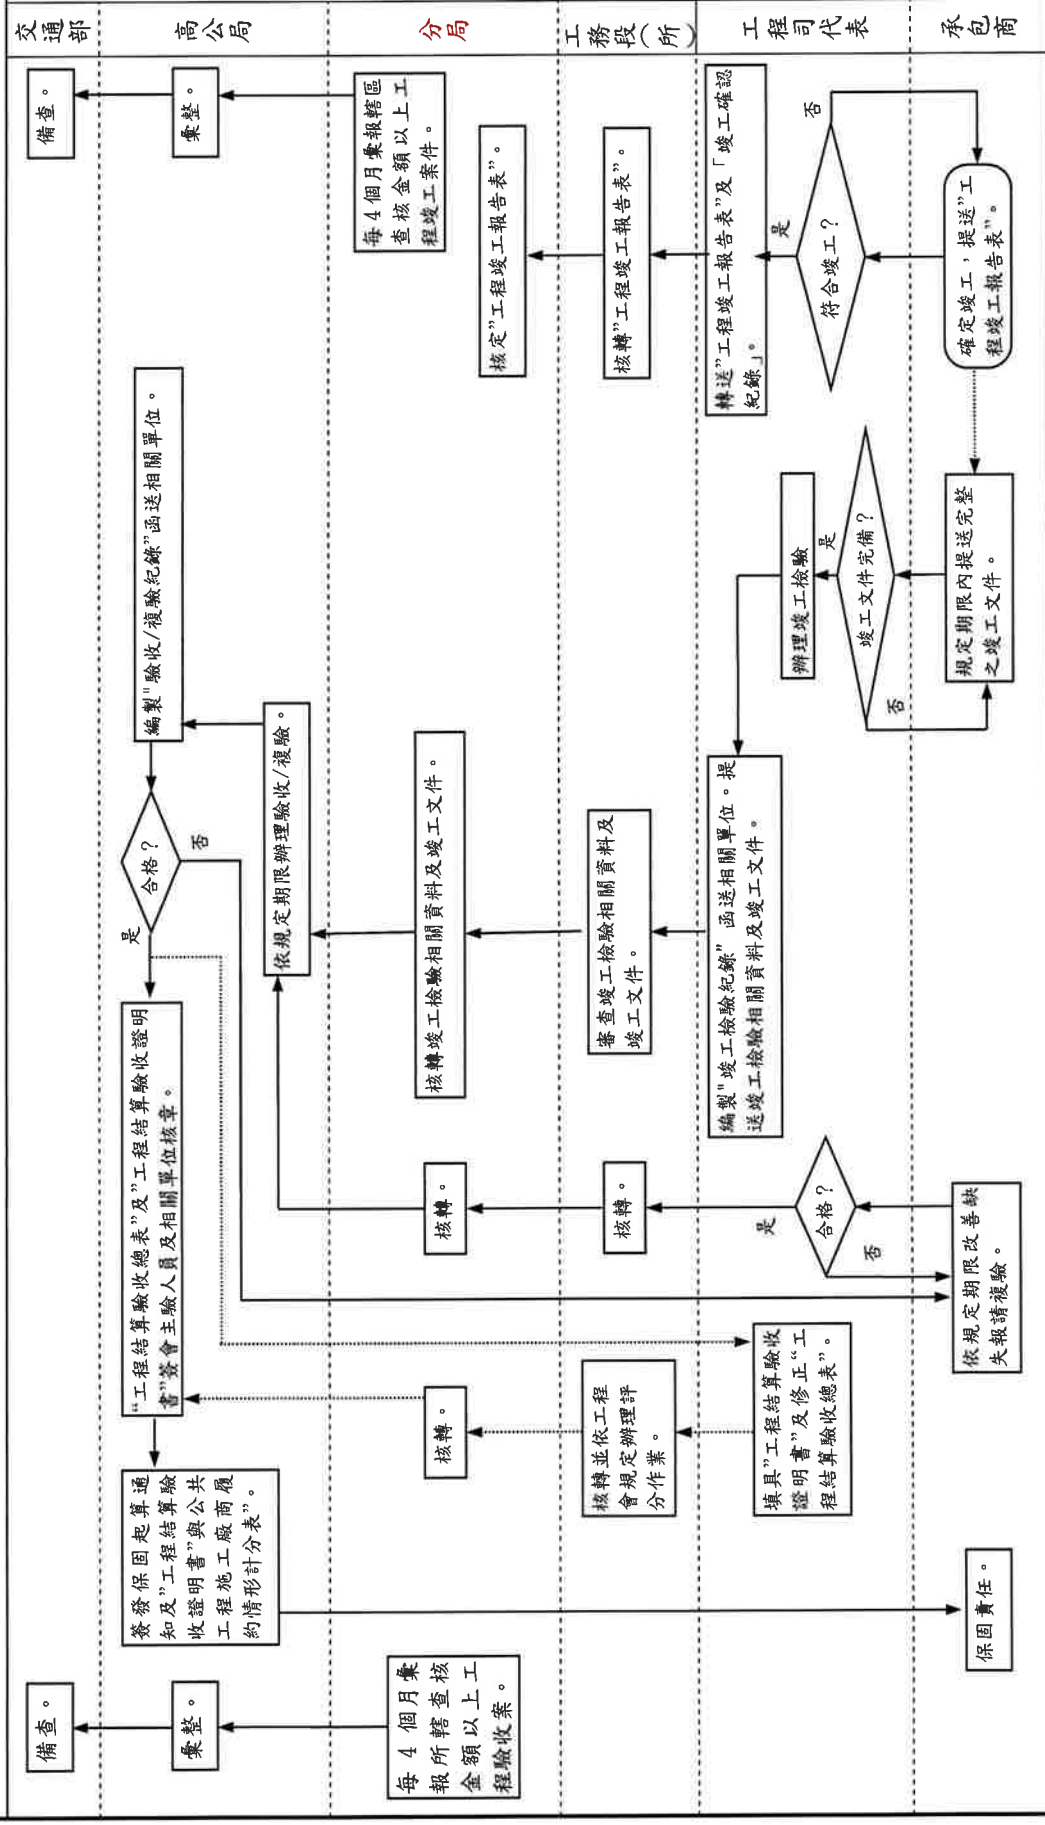 交通部
高公局
分局
工務段(所)
工程司代表
承包商
確定竣工，提送”工
程竣工報告表”。
符合竣工？
否
是
轉送”工程竣工報告表”及「竣工確認
紀錄」。
核轉”工程竣工報告表”。
核定”工程竣工報告表”。
每4個月彙報轄區
查核金額以上工
程竣工案件。
彙整。
備查。
規定期限內提送完整
之竣工文件。
竣工文件完備？
否
是
辦理竣工檢驗
編製"竣工檢驗紀錄” 函送相關單位。提
送竣工檢驗相關資料及竣工文件。
審查竣工檢驗相關資料及
竣工文件。
核轉竣工檢驗相關資料及竣工文件。
依規定期限辦理驗收/複驗。
編製"驗收/複驗紀錄”函送相關單位。
合格？
否
是
依規定期限改善缺
失報請複驗。
合格？
否
是
核轉。
核轉。
“工程結算驗收總表”及”工程結算驗收證明
書”簽會主驗人員及相關單位核章。
填具”工程結算驗收
證明書”及修正“工
程結算驗收總表”。
核轉並依工程
會規定辦理評
分作業。
核轉。
簽發保固起算通
知及”工程結算驗
收證明書”與公共
工程施工廠商履
約情形計分表”。
保固責任。
每4個月彙
報所轄查核
金額以上工
程驗收案。
彙整。
備查。